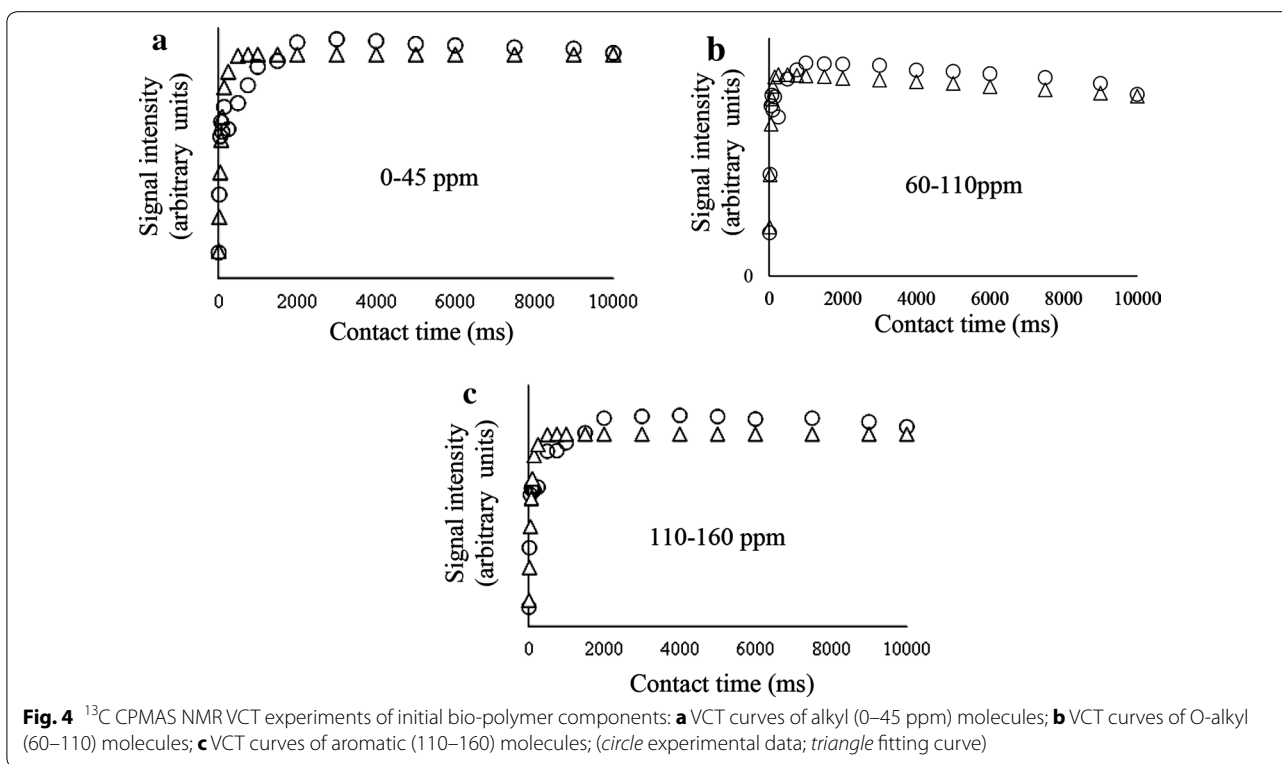 a
Signal intensity
(arbitrary units)
0-45 ppm
0 2000 4000 6000 8000 10000
Contact time (ms)
b
Signal intensity
(arbitrary units)
60-110ppm
0
0 2000 4000 6000 8000 10000
Contact time (ms)
c
Signal intensity
(arbitrary units)
110-160 ppm
0 2000 4000 6000 8000 10000
Contact time (ms)
Fig. 4 ¹³C CPMAS NMR VCT experiments of initial bio-polymer components: a VCT curves of alkyl (0–45 ppm) molecules; b VCT curves of O-alkyl
(60–110) molecules; c VCT curves of aromatic (110–160) molecules; (circle experimental data; triangle fitting curve)